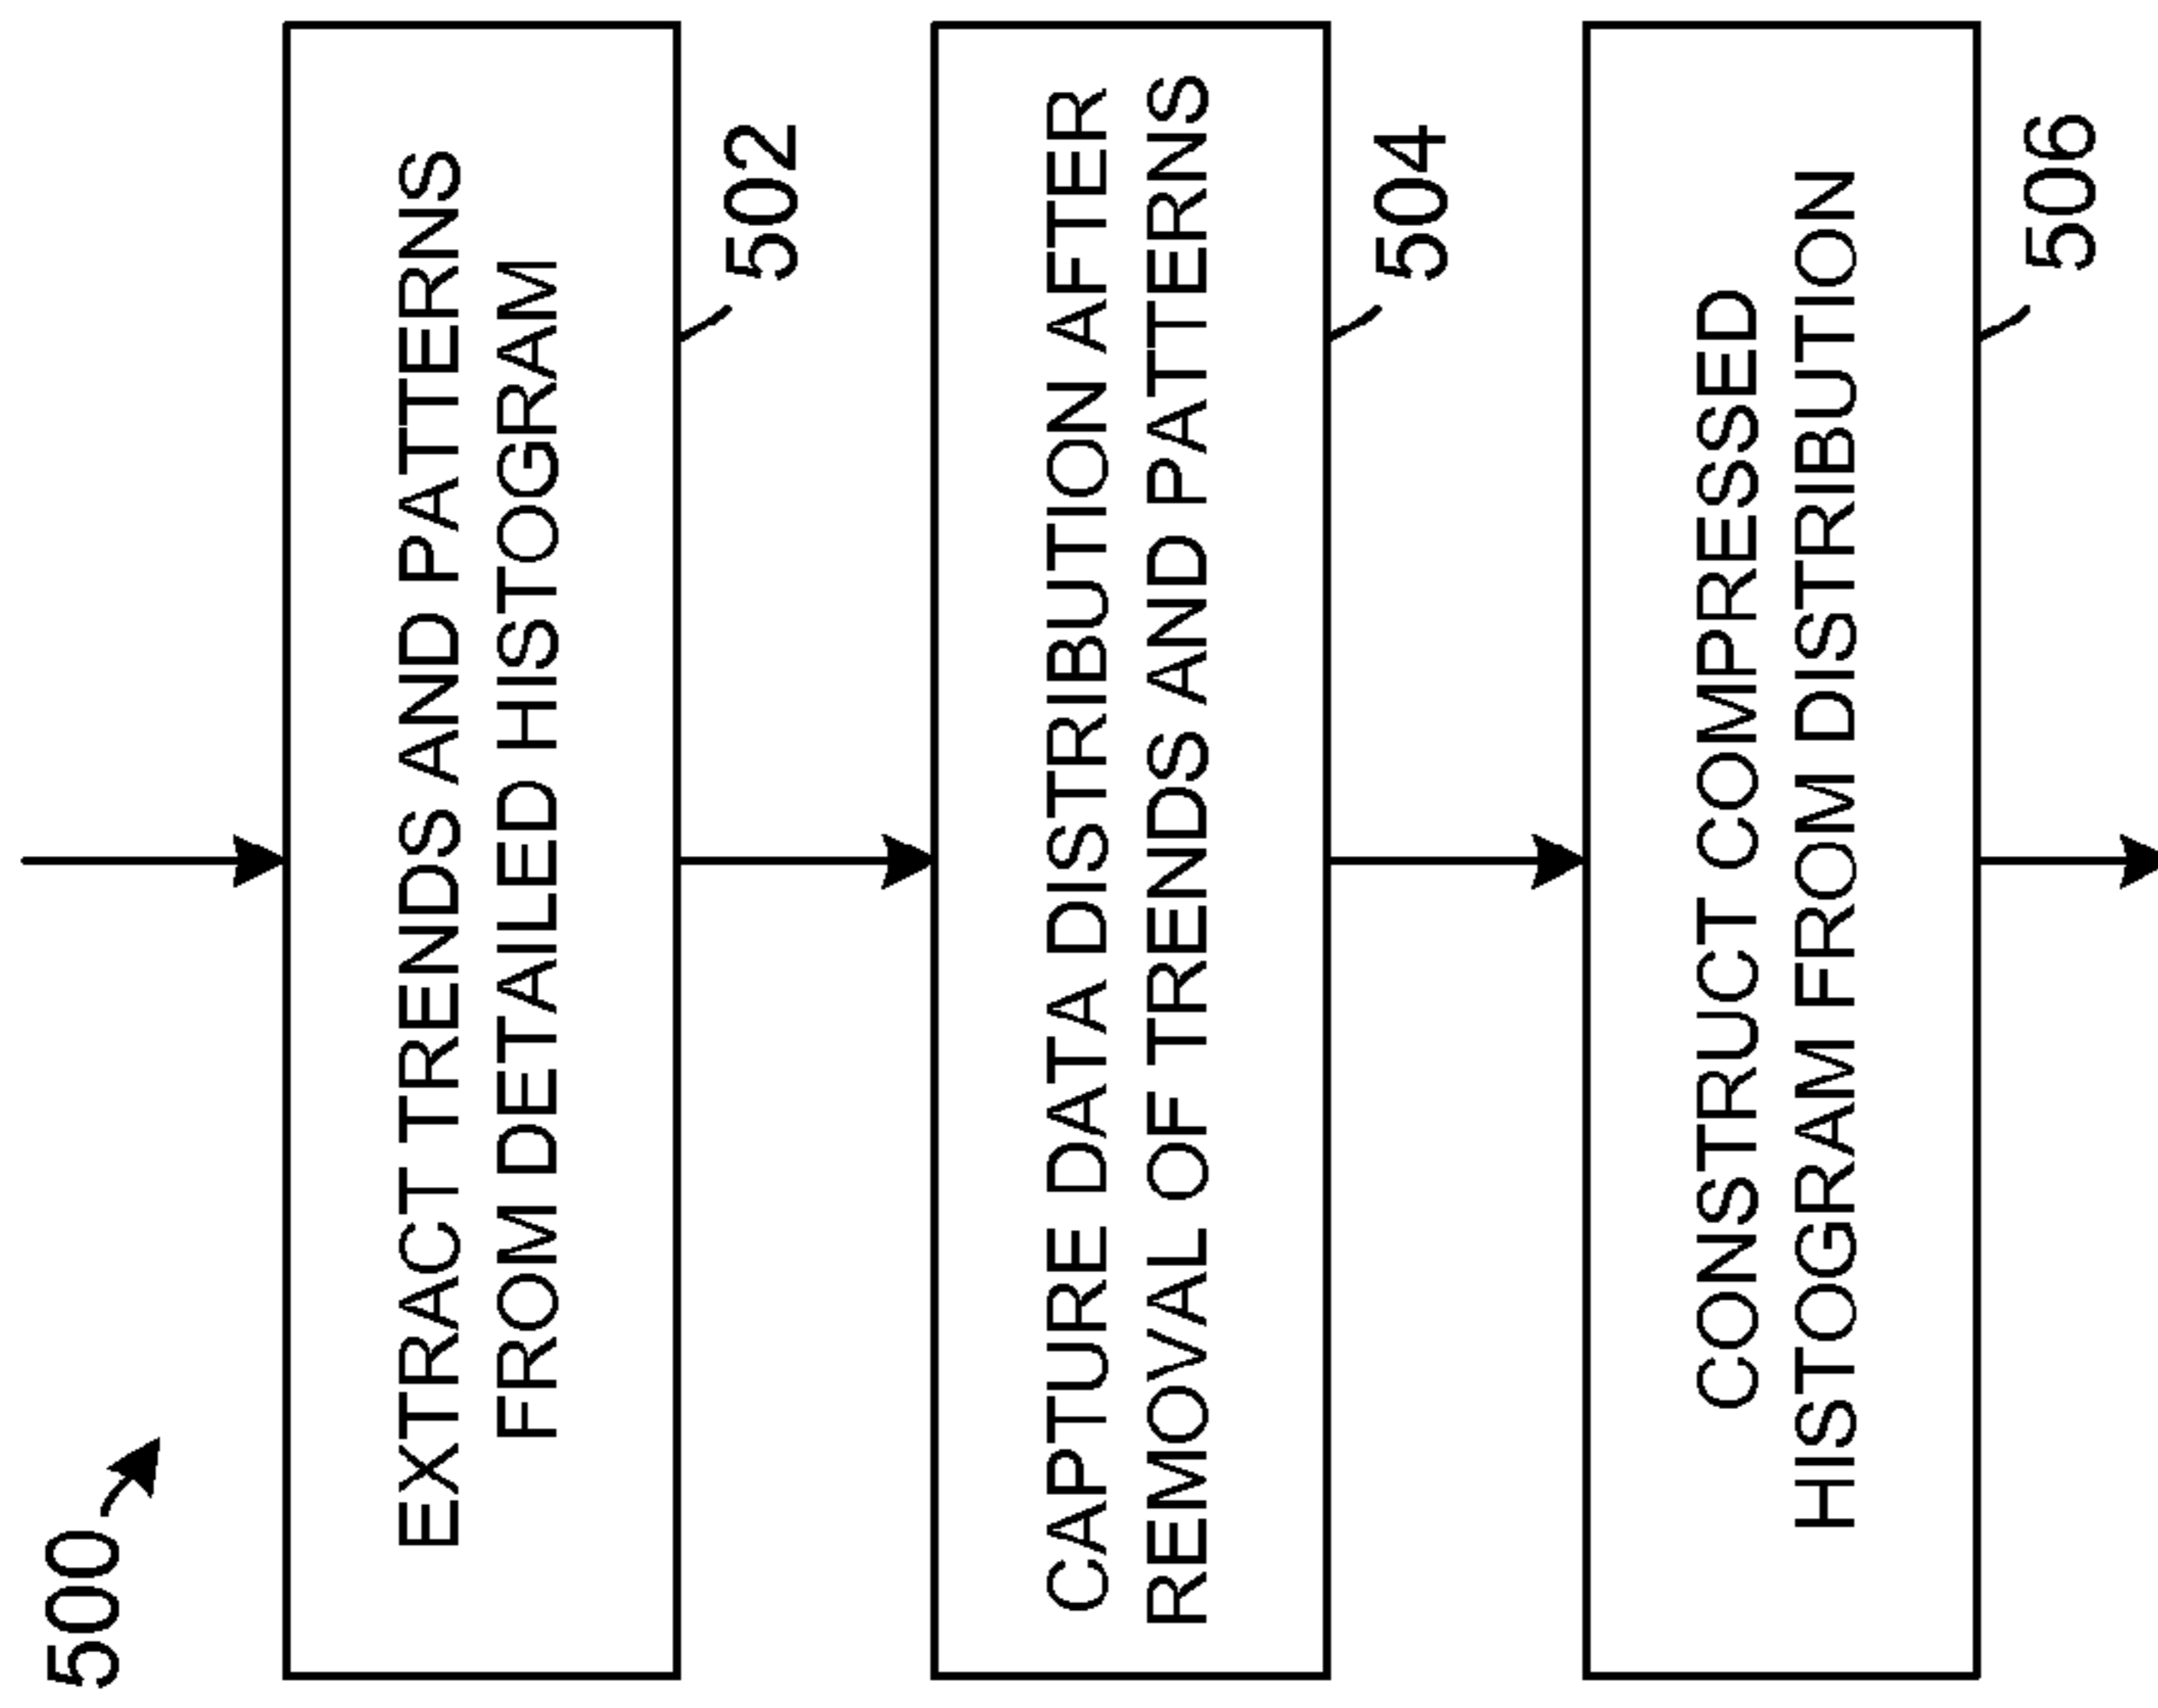 500
EXTRACT TRENDS AND PATTERNS
FROM DETAILED HISTOGRAM
502
CAPTURE DATA DISTRIBUTION AFTER
REMOVAL OF TRENDS AND PATTERNS
504
CONSTRUCT COMPRESSED
HISTOGRAM FROM DISTRIBUTION
506